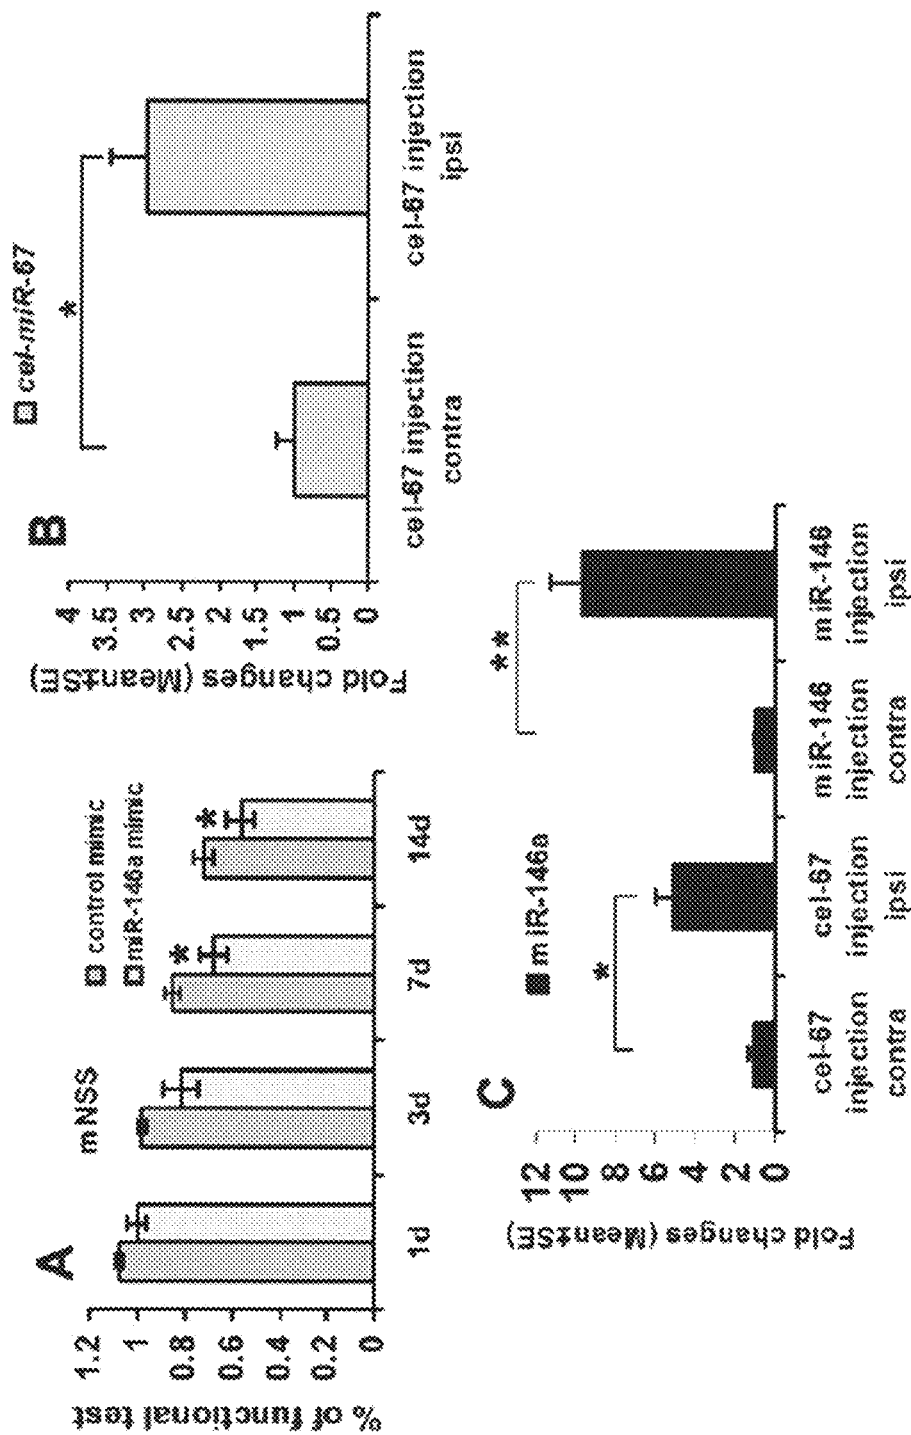 A
mNSS
control mimic
miR-146a mimic
% of functional test
1.2
1
0.8
0.6
0.4
0.2
0
*
*
1d
3d
7d
14d
B
cel-miR-67
*
Fold changes (Mean±SE)
4
3.5
3
2.5
2
1.5
1
0.5
0
cel-67 injection
contra
cel-67 injection
ipsi
C
miR-146a
*
**
Fold changes (Mean±SE)
12
10
8
6
4
2
0
cel-67
injection
contra
cel-67
injection
ipsi
miR-146
injection
contra
miR-146
injection
ipsi